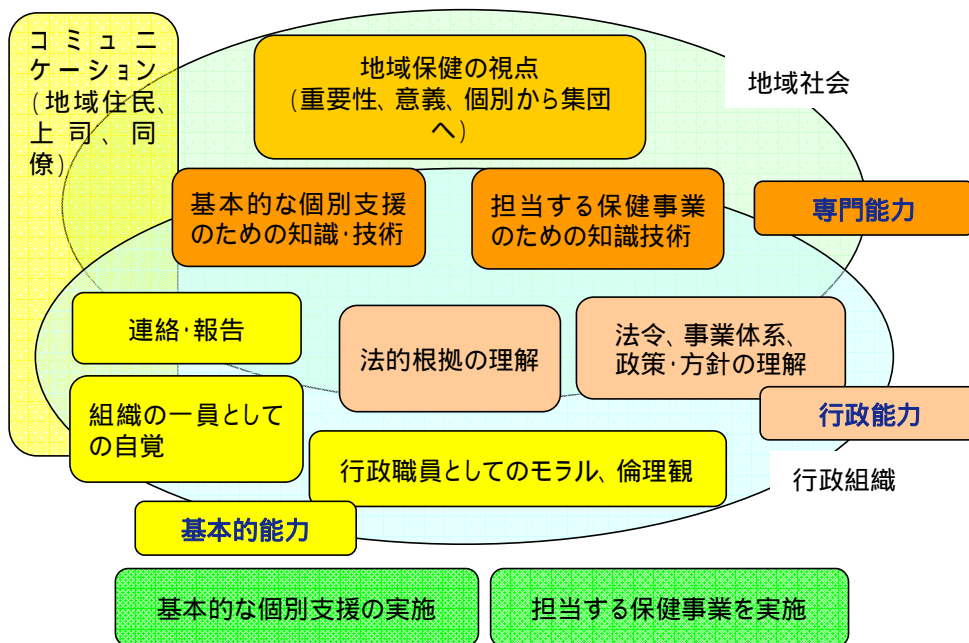 コミュニ
ケーション
(地域住民、
上司、同
僚)
地域保健の視点
(重要性、意義、個別から集団
へ)
地域社会
基本的な個別支援
のための知識・技術
担当する保健事業
のための知識技術
専門能力
連絡・報告
法的根拠の理解
法令、事業体系、
政策・方針の理解
組織の一員として
の自覚
行政能力
行政職員としてのモラル、倫理観
行政組織
基本的能力
基本的な個別支援の実施
担当する保健事業を実施